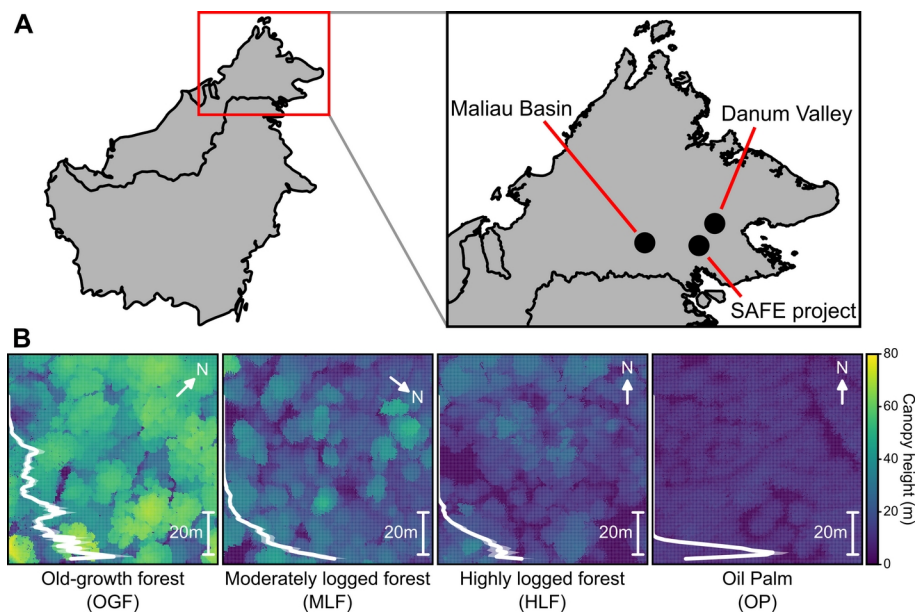 A
Maliau Basin
Danum Valley
SAFE project
B
N
N
N
N
20m
20m
20m
20m
80
60
40
20
0
Canopy height (m)
Old-growth forest
(OGF)
Moderately logged forest
(MLF)
Highly logged forest
(HLF)
Oil Palm
(OP)